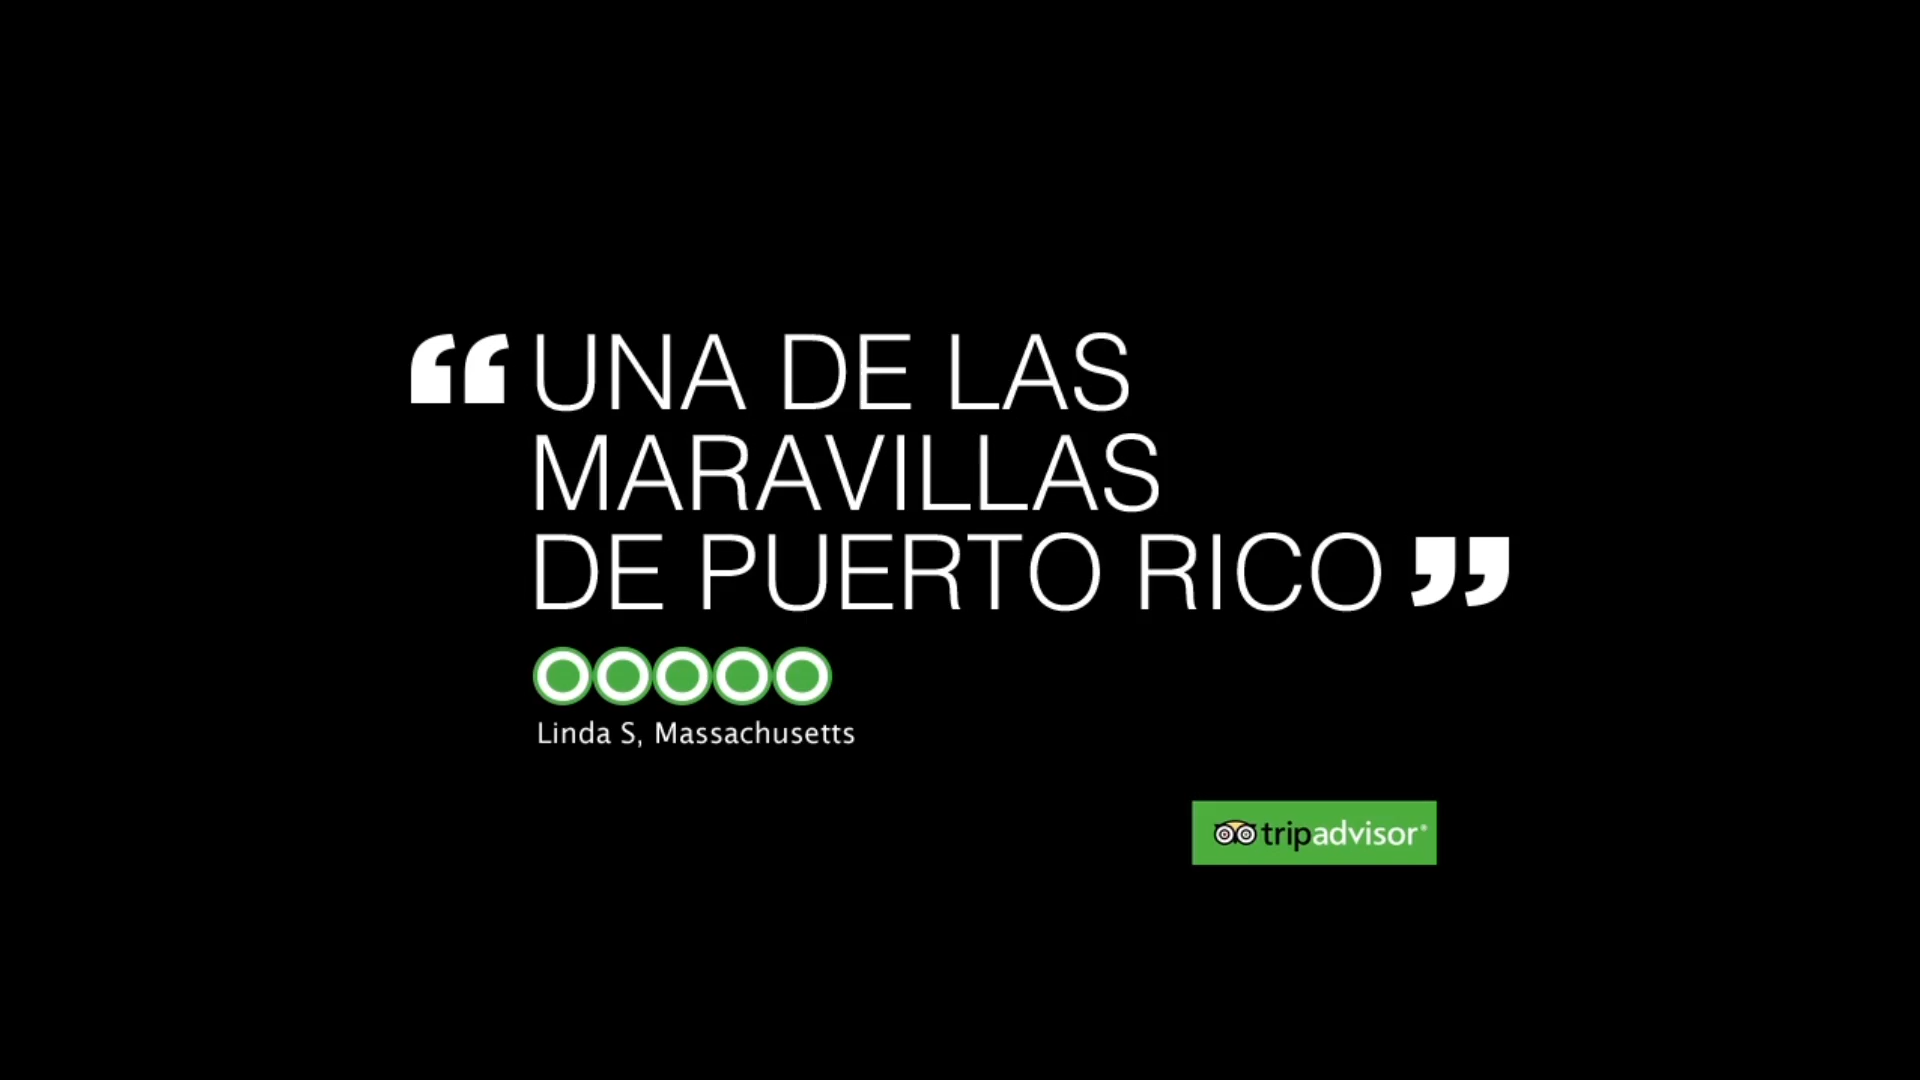 “UNA DE LAS
MARAVILLAS
DE PUERTO RICO”
Linda S, Massachusetts
tripadvisor®